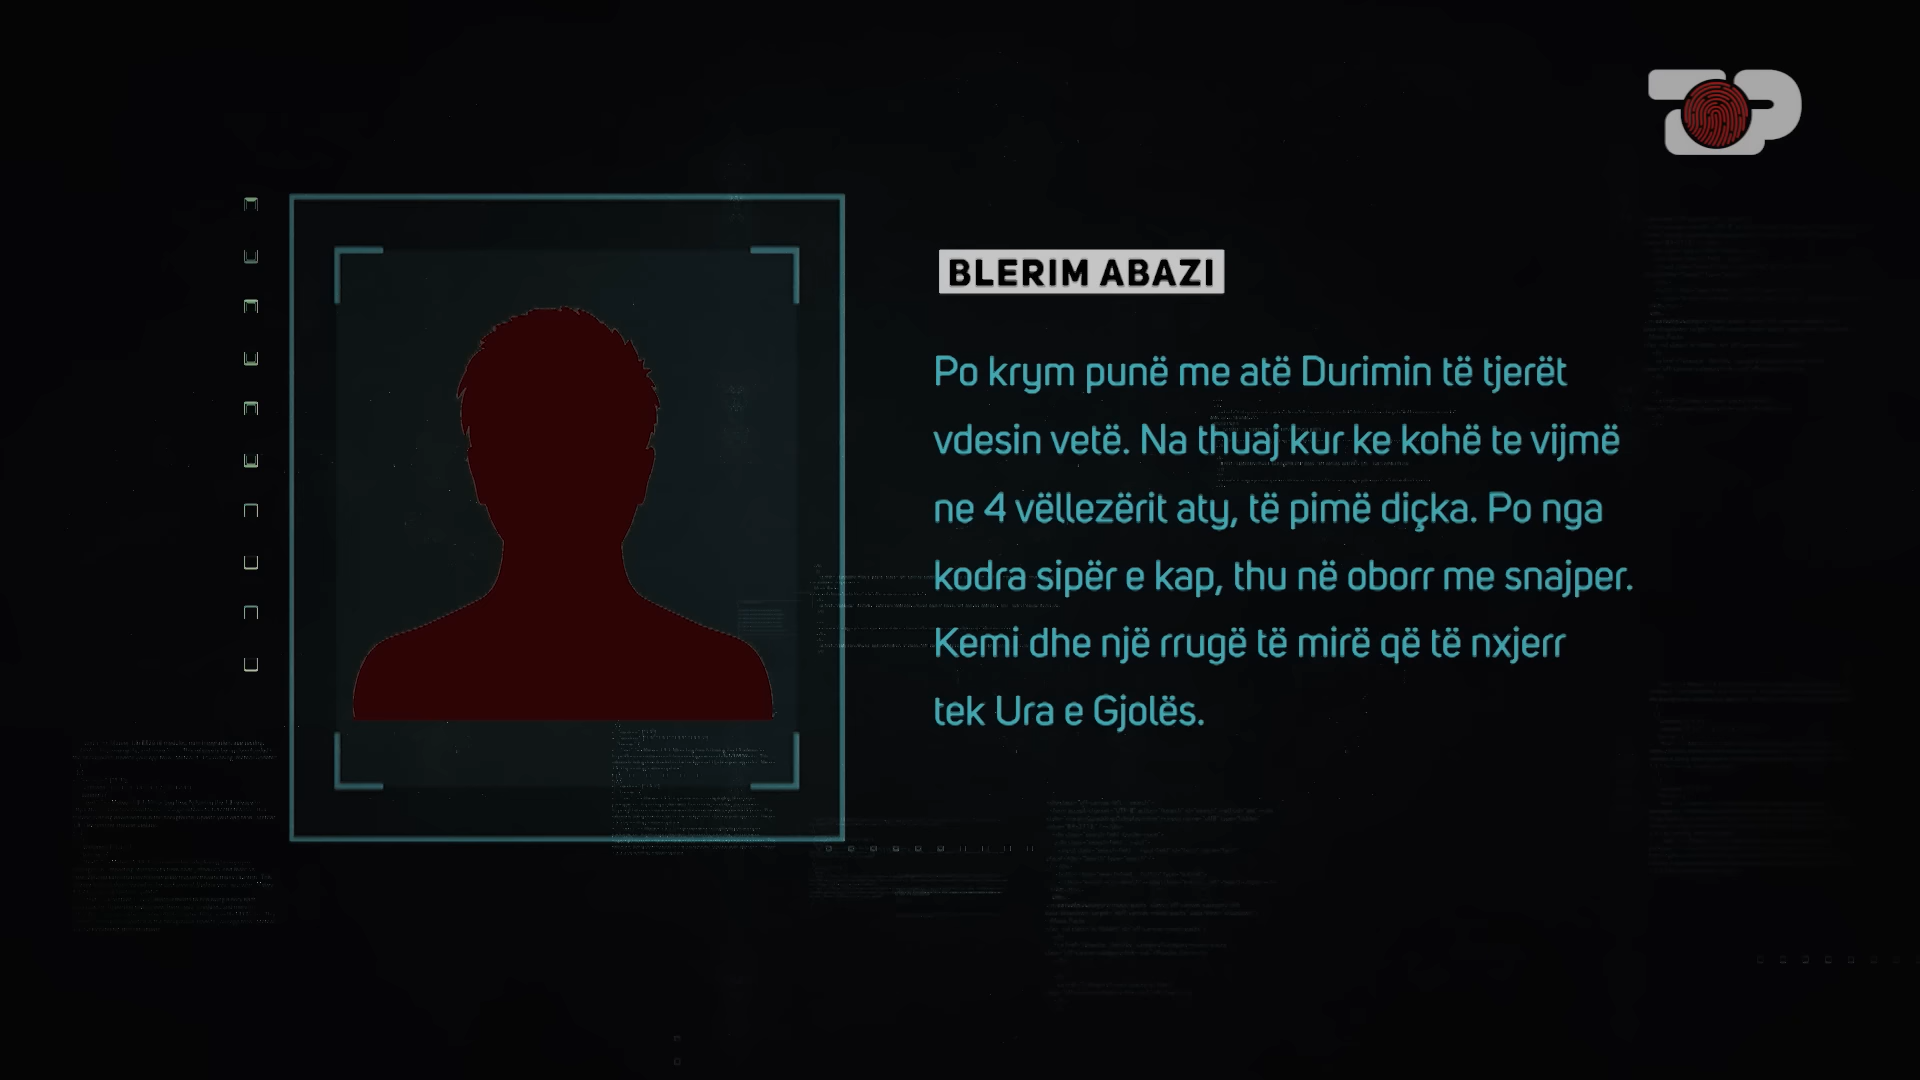 BLERIM ABAZI
Po krym punë me atë Durimin të tjerët
vdesin vetë. Na thuaj kur ke kohë te vijmë
ne 4 vëllezërit aty, të pimë diçka. Po nga
kodra sipër e kap, thu në oborr me snajper.
Kemi dhe një rrugë të mirë që të nxjerr
tek Ura e Gjolës.